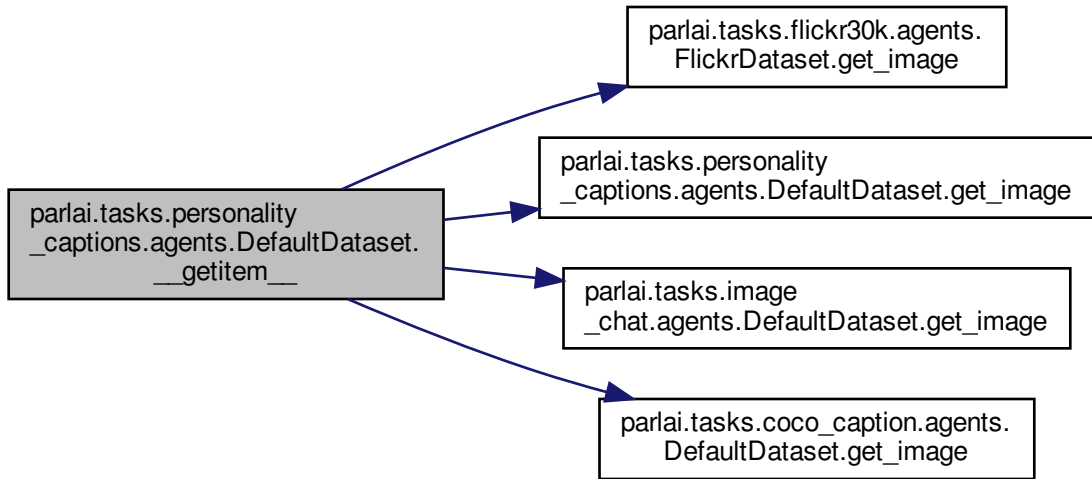 parlai.tasks.flickr30k.agents.
FlickrDataset.get_image
parlai.tasks.personality
_captions.agents.DefaultDataset.get_image
parlai.tasks.personality
_captions.agents.DefaultDataset.
__getitem__
parlai.tasks.image
_chat.agents.DefaultDataset.get_image
parlai.tasks.coco_caption.agents.
DefaultDataset.get_image